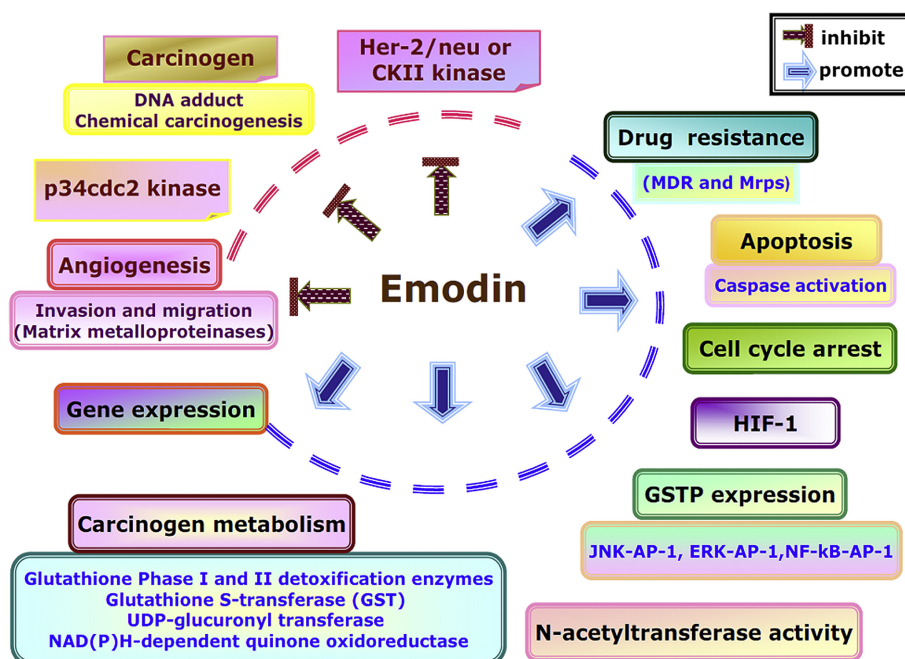 Carcinogen
DNA adduct
Chemical carcinogenesis
Her-2/neu or
CKII kinase
inhibit
promote
Drug resistance
(MDR and Mrps)
p34cdc2 kinase
Apoptosis
Caspase activation
Angiogenesis
Invasion and migration
(Matrix metalloproteinases)
Emodin
Cell cycle arrest
Gene expression
HIF-1
GSTP expression
JNK-AP-1, ERK-AP-1,NF-kB-AP-1
Carcinogen metabolism
Glutathione Phase I and II detoxification enzymes
Glutathione S-transferase (GST)
UDP-glucuronyl transferase
NAD(P)H-dependent quinone oxidoreductase
N-acetyltransferase activity